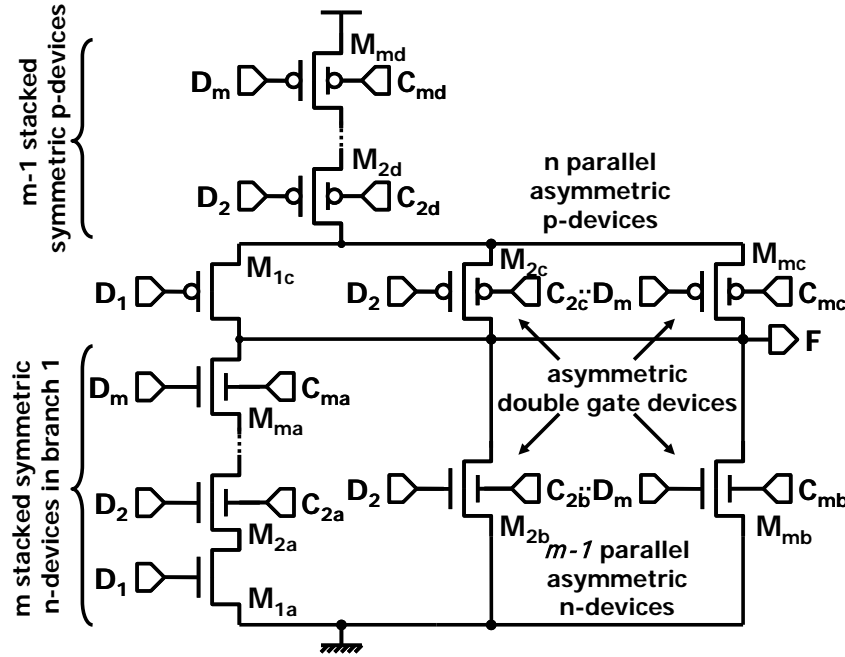 m-1 stacked
symmetric p-devices
M_md
D_m
C_md
M_2d
D_2
C_2d
n parallel
asymmetric
p-devices
M_1c
D_1
M_2c
D_2
C_2c
..
D_m
M_mc
C_mc
F
m stacked symmetric
n-devices in branch 1
D_m
C_ma
M_ma
asymmetric
double gate devices
D_2
C_2a
M_2a
D_2
C_2b
..
D_m
C_mb
M_2b
M_mb
D_1
M_1a
m-1 parallel
asymmetric
n-devices